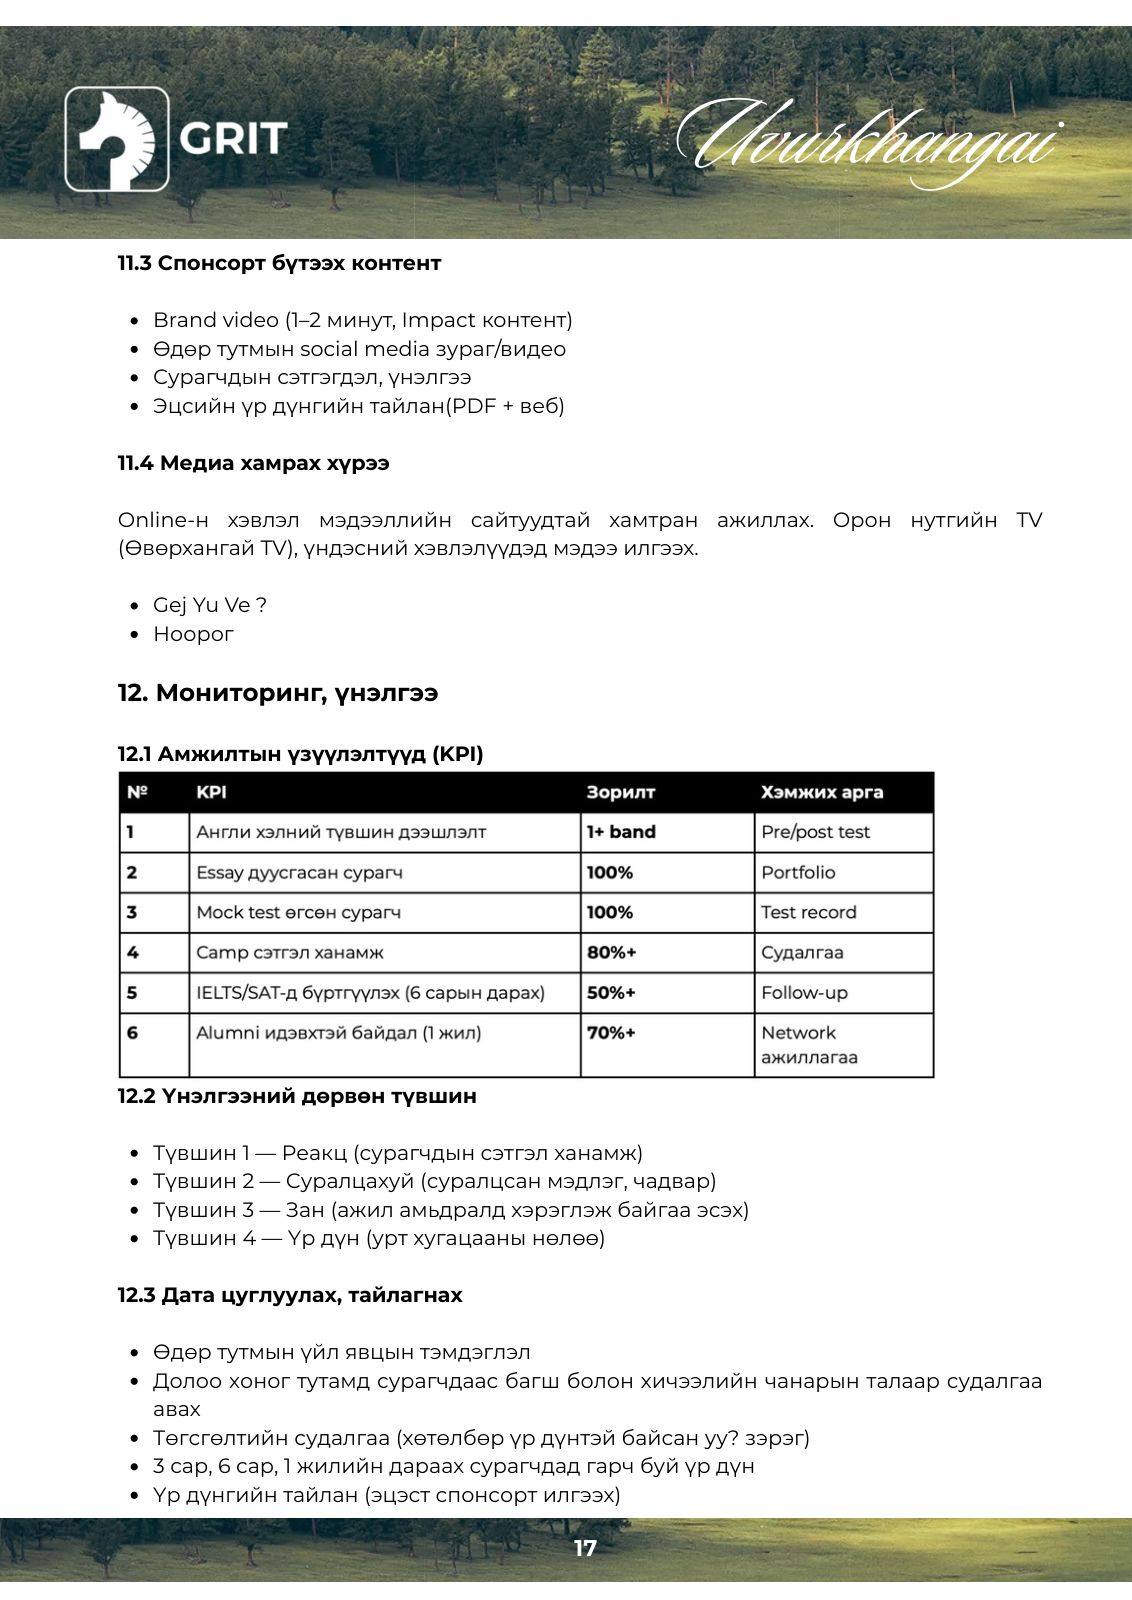 GRIT
Uvurkhangai
11.3 Спонсорт бүтээх контент
• Brand video (1–2 минут, Impact контент)
• Өдөр тутмын social media зураг/видео
• Сурагчдын сэтгэгдэл, үнэлгээ
• Эцсийн үр дүнгийн тайлан(PDF + веб)
11.4 Медиа хамрах хүрээ
Online-н хэвлэл мэдээллийн сайтуудтай хамтран ажиллах. Орон нутгийн TV
(Өвөрхангай TV), үндэсний хэвлэлүүдэд мэдээ илгээх.
• Gej Yu Ve ?
• Ноорог
12. Мониторинг, үнэлгээ
12.1 Амжилтын үзүүлэлтүүд (KPI)
№ KPI Зорилт Хэмжих арга
1 Англи хэлний түвшин дээшлэлт 1+ band Pre/post test
2 Essay дуусгасан сурагч 100% Portfolio
3 Mock test өгсөн сурагч 100% Test record
4 Camp сэтгэл ханамж 80%+ Судалгаа
5 IELTS/SAT-д бүртгүүлэх (6 сарын дарах) 50%+ Follow-up
6 Alumni идэвхтэй байдал (1 жил) 70%+ Network
ажиллагаа
12.2 Үнэлгээний дөрвөн түвшин
• Түвшин 1 — Реакц (сурагчдын сэтгэл ханамж)
• Түвшин 2 — Суралцахуй (суралцсан мэдлэг, чадвар)
• Түвшин 3 — Зан (ажил амьдралд хэрэглэж байгаа эсэх)
• Түвшин 4 — Үр дүн (урт хугацааны нөлөө)
12.3 Дата цуглуулах, тайлагнах
• Өдөр тутмын үйл явцын тэмдэглэл
• Долоо хоног тутамд сурагчдаас багш болон хичээлийн чанарын талаар судалгаа
авах
• Төгсгөлтийн судалгаа (хөтөлбөр үр дүнтэй байсан уу? зэрэг)
• 3 сар, 6 сар, 1 жилийн дараах сурагчдад гарч буй үр дүн
• Үр дүнгийн тайлан (эцэст спонсорт илгээх)
17